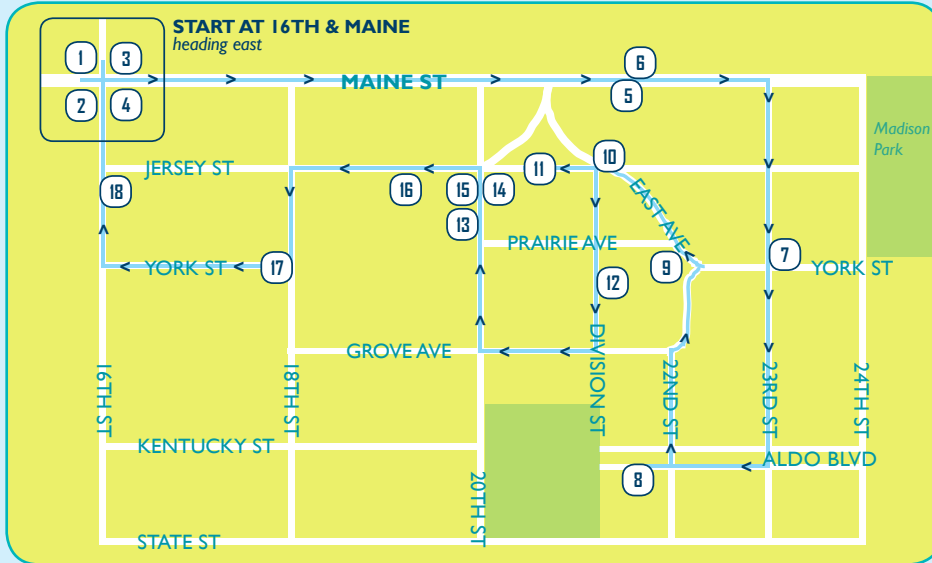 START AT 16TH & MAINE
heading east
1
3
2
4
6
5
MAINE ST
Madison
Park
JERSEY ST
11
10
18
16
15
14
13
EAST AVE
PRAIRIE AVE
YORK ST
17
12
9
7
YORK ST
GROVE AVE
16TH ST
18TH ST
DIVISION ST
22ND ST
23RD ST
24TH ST
KENTUCKY ST
20TH ST
8
ALDO BLVD
STATE ST